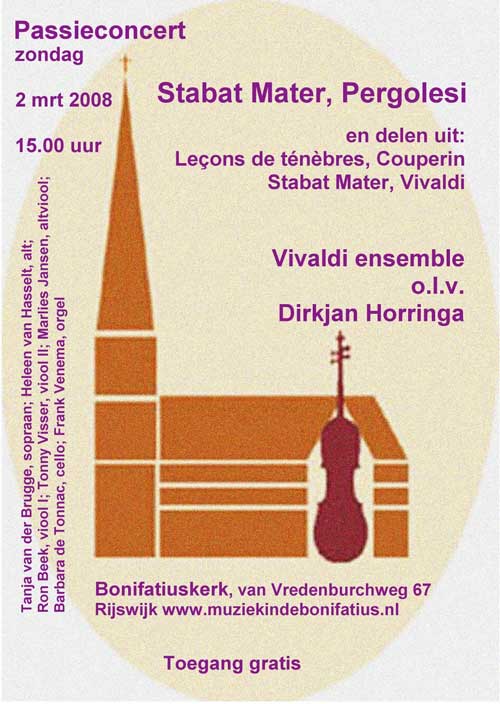 Passieconcert
zondag
2 mrt 2008
15.00 uur
Stabat Mater, Pergolesi
en delen uit:
Leçons de ténèbres, Couperin
Stabat Mater, Vivaldi
Vivaldi ensemble
o.l.v.
Dirkjan Horringa
Tanja van der Brugge, sopraan; Heleen van Hasselt, alt;
Ron Beek, viool I; Tonny Visser, viool II; Marlies Jansen, altviool;
Barbara de Tonnac, cello; Frank Venema, orgel
Bonifatiuskerk, van Vredenburchweg 67
Rijswijk www.muziekindebonifatius.nl
Toegang gratis